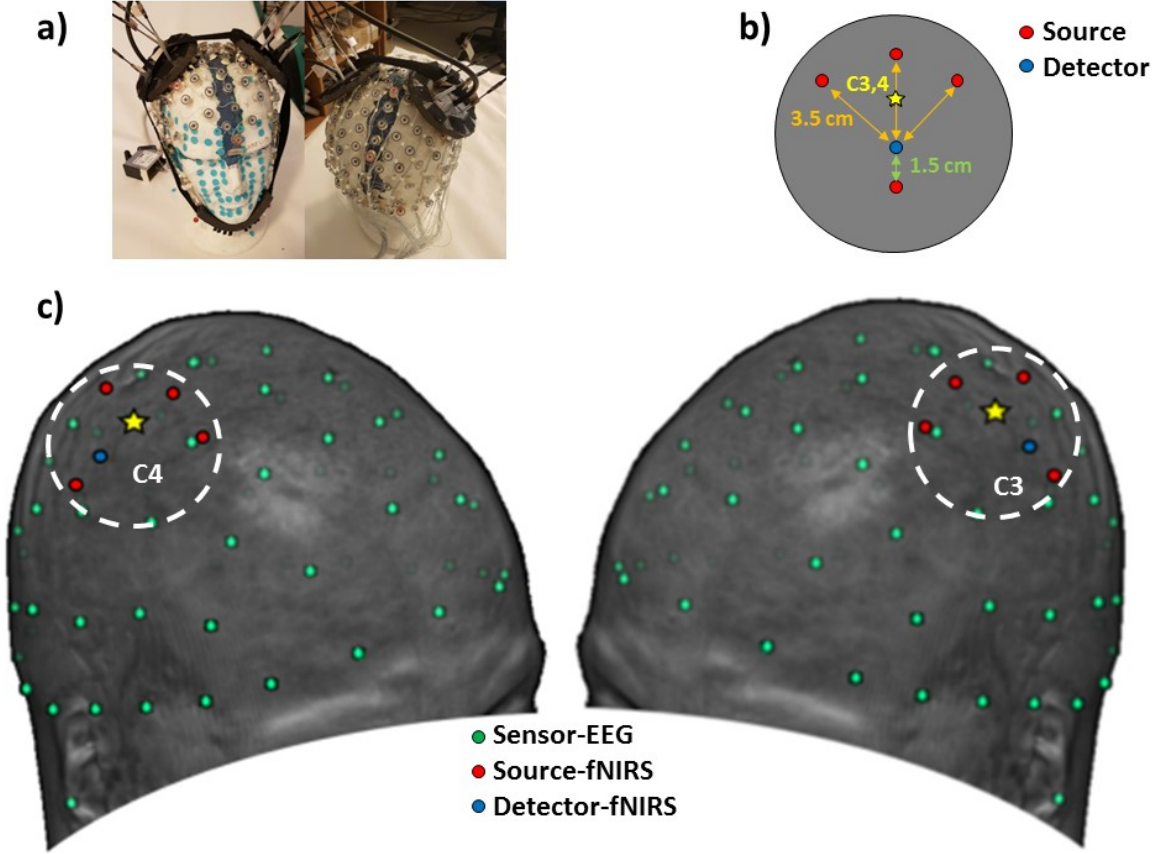 a)
b)
Source
Detector
C3,4
3.5 cm
1.5 cm
c)
C4
C3
Sensor-EEG
Source-fNIRS
Detector-fNIRS